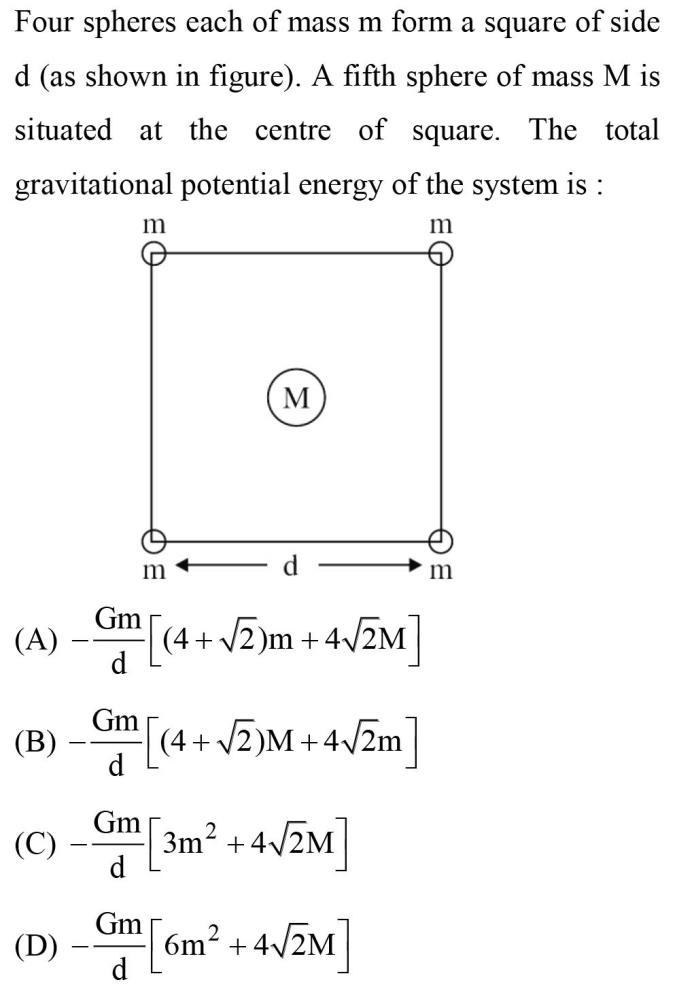 Four spheres each of mass m form a square of side
d (as shown in figure). A fifth sphere of mass M is
situated at the centre of square. The total
gravitational potential energy of the system is :
m m
M
m d m
(A) −Gm/d[(4+√2)m+4√2M]
(B) −Gm/d[(4+√2)M+4√2m]
(C) −Gm/d[3m²+4√2M]
(D) −Gm/d[6m²+4√2M]